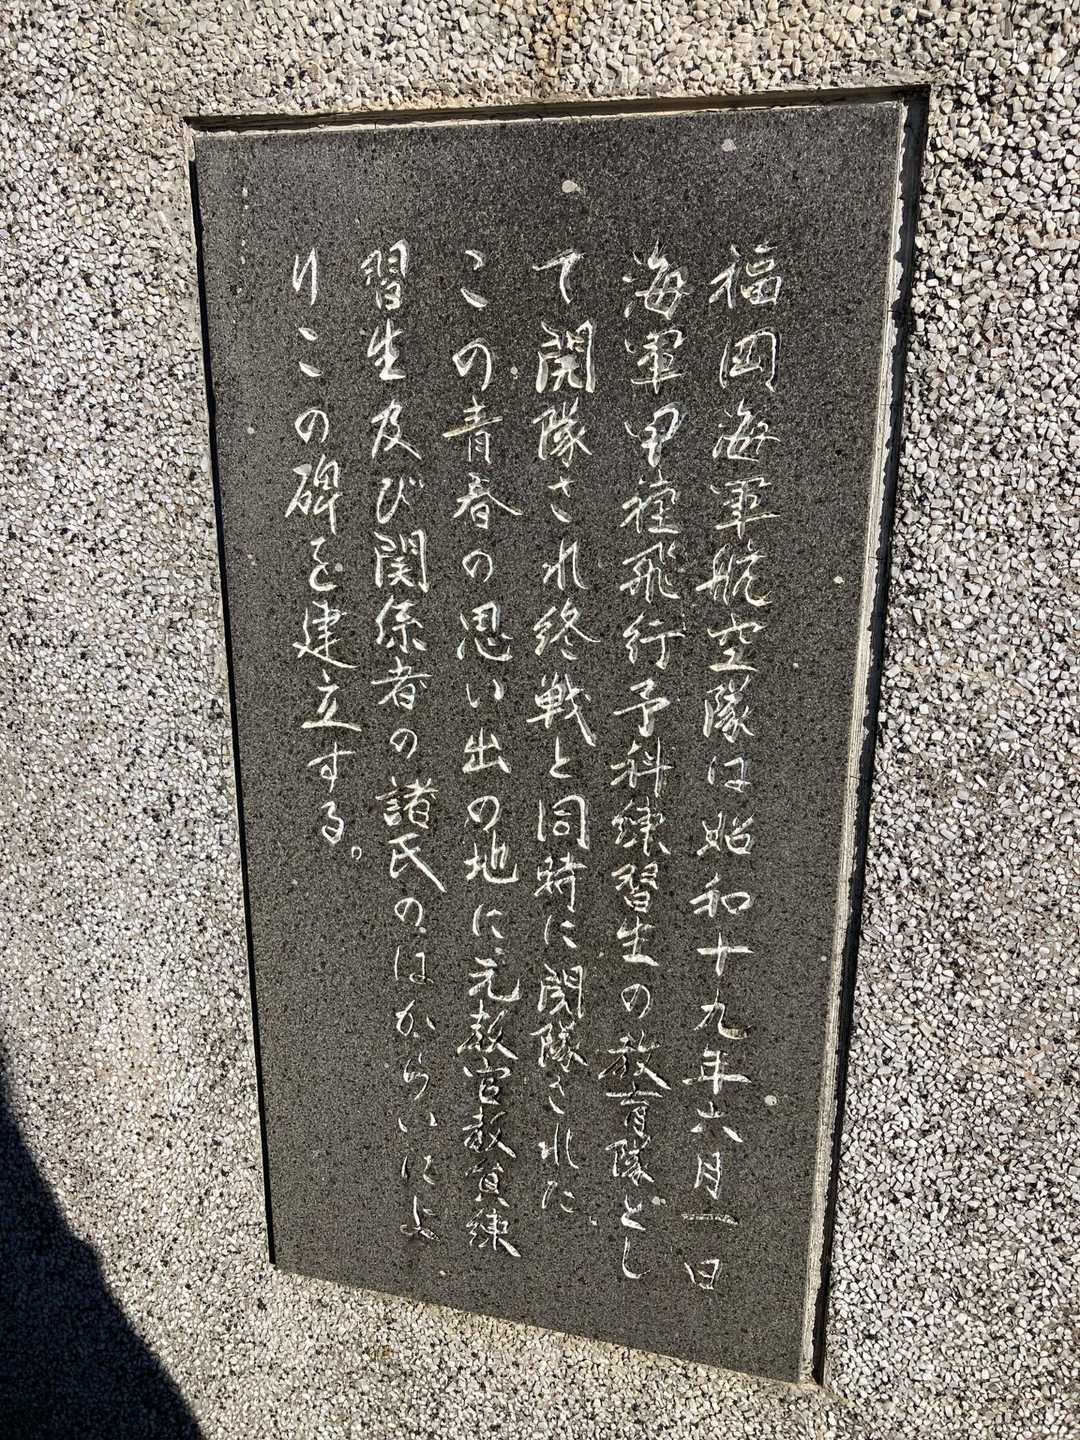 福岡海軍航空隊は昭和十九年六月一日
海軍甲種飛行予科練習生の教育隊とし
て開隊され終戦と同時に閉隊された
この青春の思い出の地に元教官教員練
習生及び関係者の諸氏のはからいによ
りこの碑を建立する。